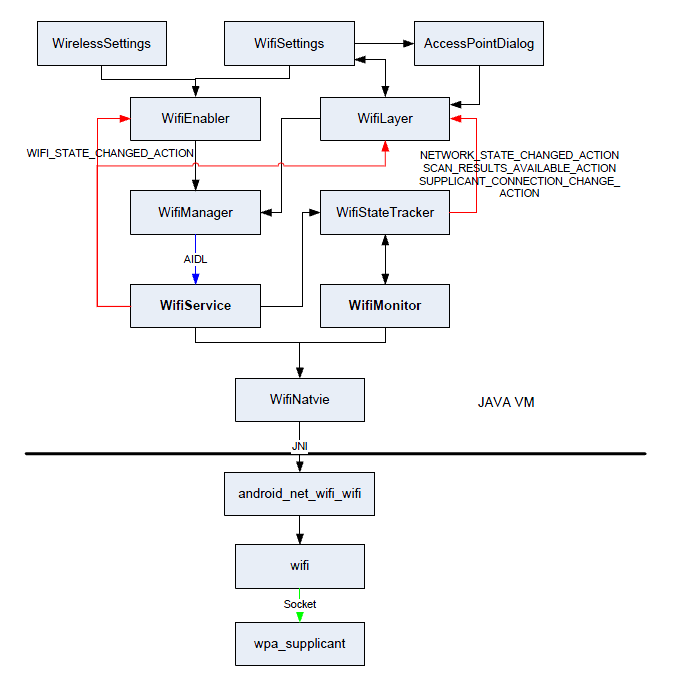 WirelessSettings
WifiSettings
AccessPointDialog
WifiEnabler
WifiLayer
WIFI_STATE_CHANGED_ACTION
NETWORK_STATE_CHANGED_ACTION
SCAN_RESULTS_AVAILABLE_ACTION
SUPPLICANT_CONNECTION_CHANGE_
ACTION
WifiManager
WifiStateTracker
AIDL
WifiService
WifiMonitor
WifiNatvie
JAVA VM
JNI
android_net_wifi_wifi
wifi
Socket
wpa_supplicant